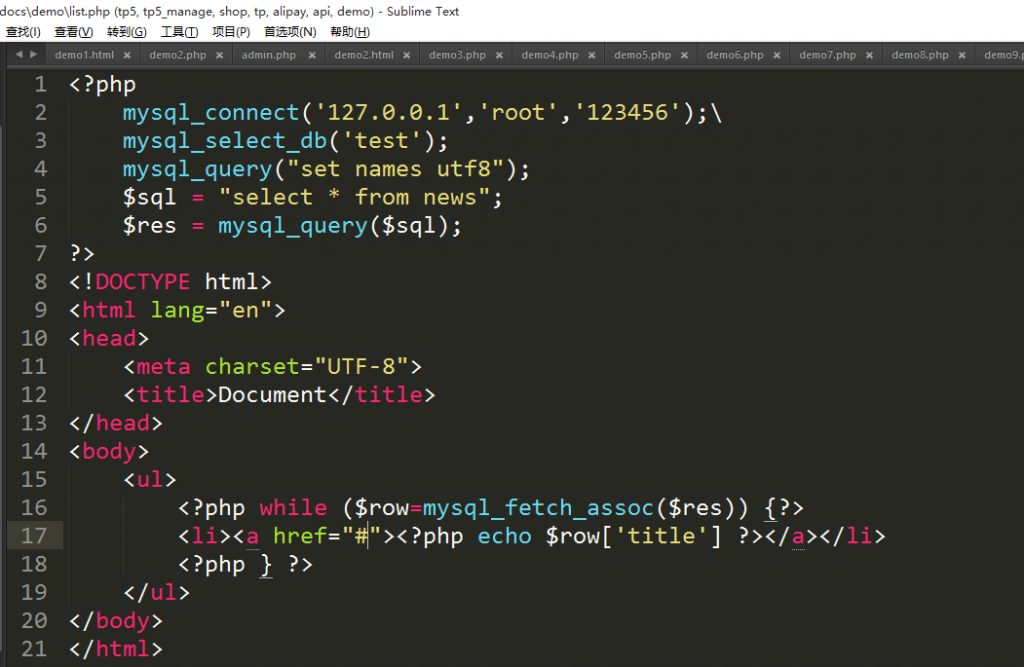 docs\demo\list.php (tp5, tp5_manage, shop, tp, alipay, api, demo) - Sublime Text
查找(I) 查看(V) 转到(G) 工具(T) 项目(P) 首选项(N) 帮助(H)
demo1.html × demo2.php × admin.php × demo2.html × demo3.php × demo4.php × demo5.php × demo6.php × demo7.php × demo8.php × demo9.p
1 <?php
2 mysql_connect('127.0.0.1','root','123456');\
3 mysql_select_db('test');
4 mysql_query("set names utf8");
5 $sql = "select * from news";
6 $res = mysql_query($sql);
7 ?>
8 <!DOCTYPE html>
9 <html lang="en">
10 <head>
11 <meta charset="UTF-8">
12 <title>Document</title>
13 </head>
14 <body>
15 <ul>
16 <?php while ($row=mysql_fetch_assoc($res)) {?>
17 <li><a href="#"><?php echo $row['title'] ?></a></li>
18 <?php } ?>
19 </ul>
20 </body>
21 </html>